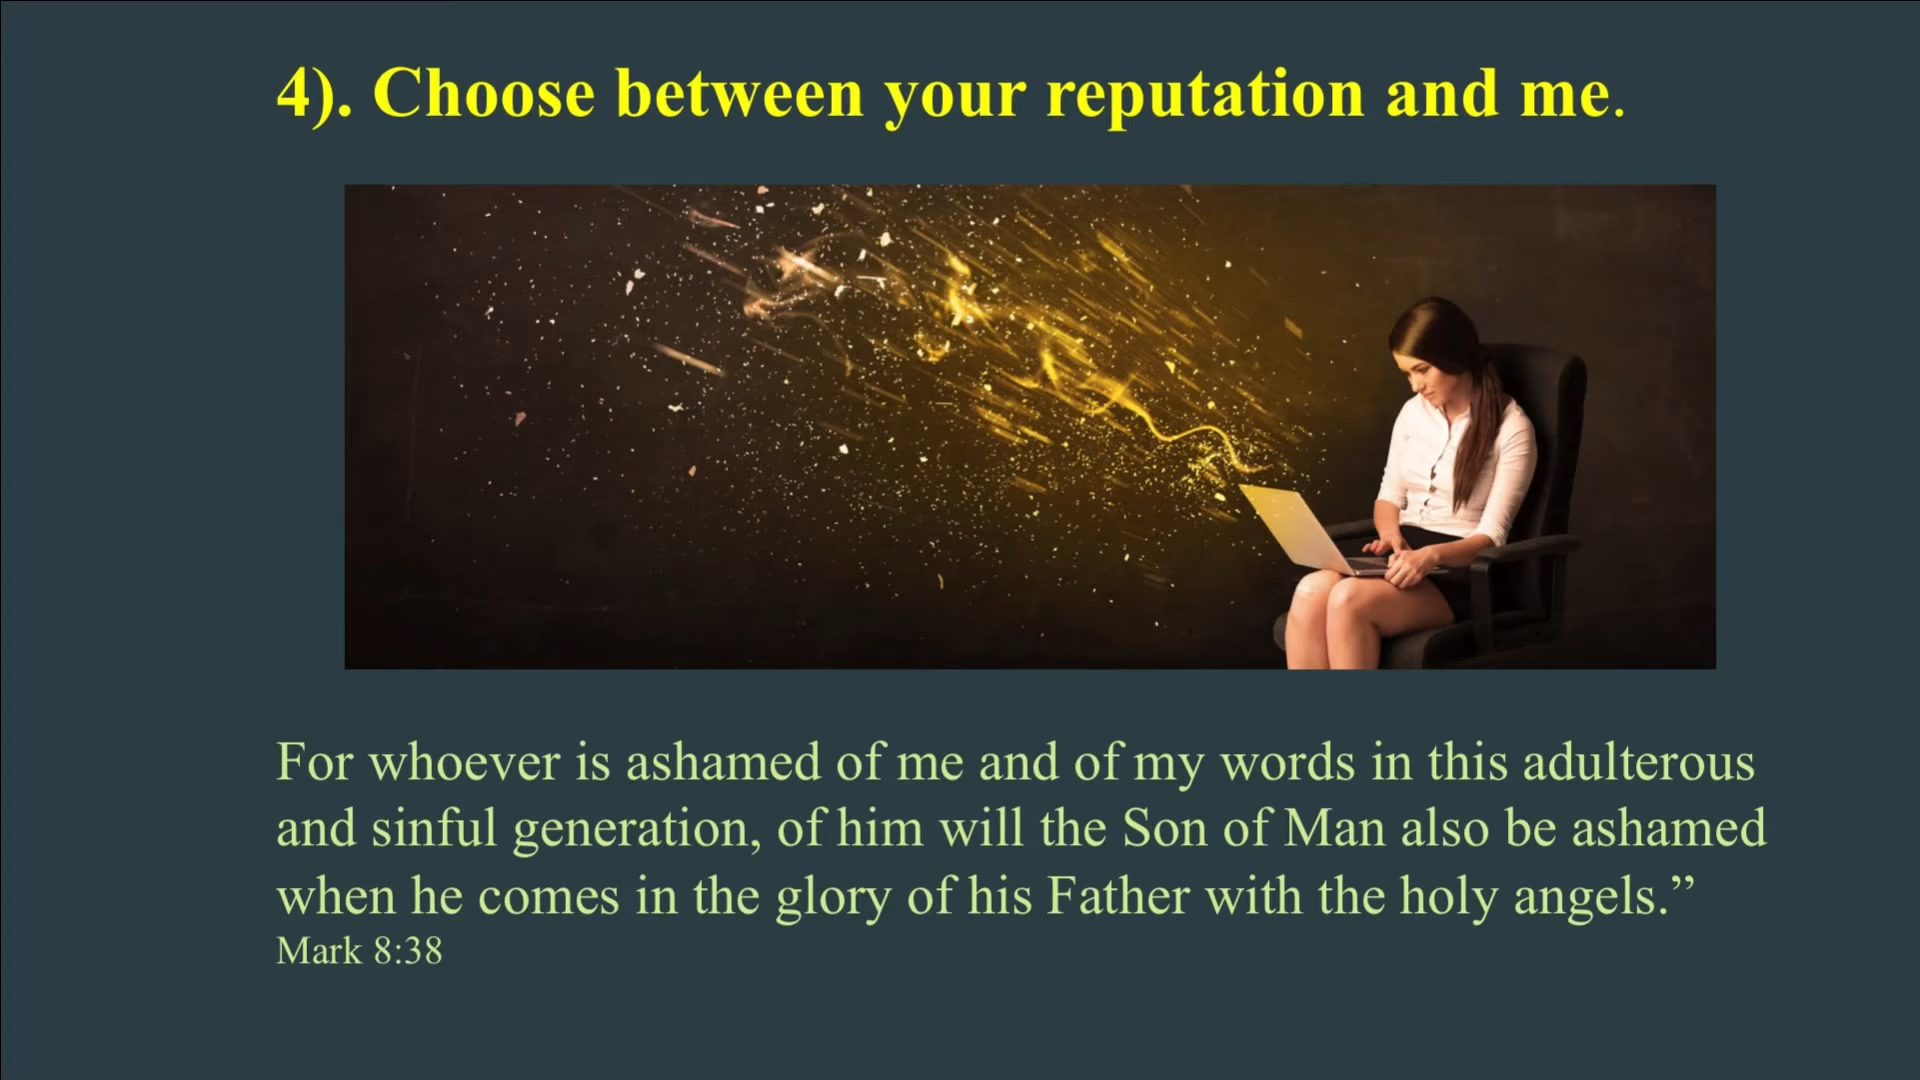 4). Choose between your reputation and me.
For whoever is ashamed of me and of my words in this adulterous
and sinful generation, of him will the Son of Man also be ashamed
when he comes in the glory of his Father with the holy angels.”
Mark 8:38